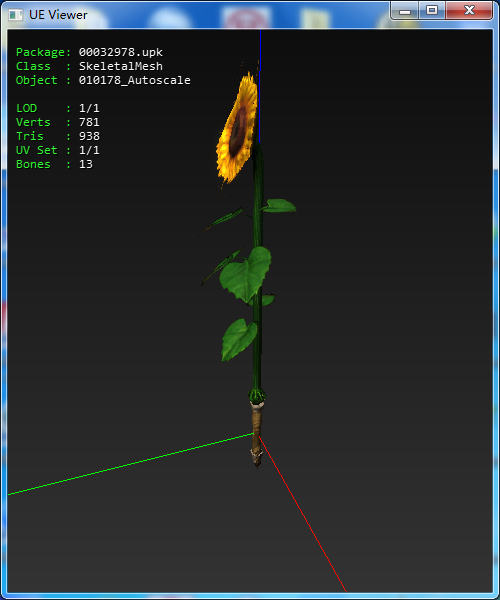 UE Viewer
Package: 00032978.upk
Class : SkeletalMesh
Object : 010178_Autoscale
LOD : 1/1
Verts : 781
Tris : 938
UV Set : 1/1
Bones : 13